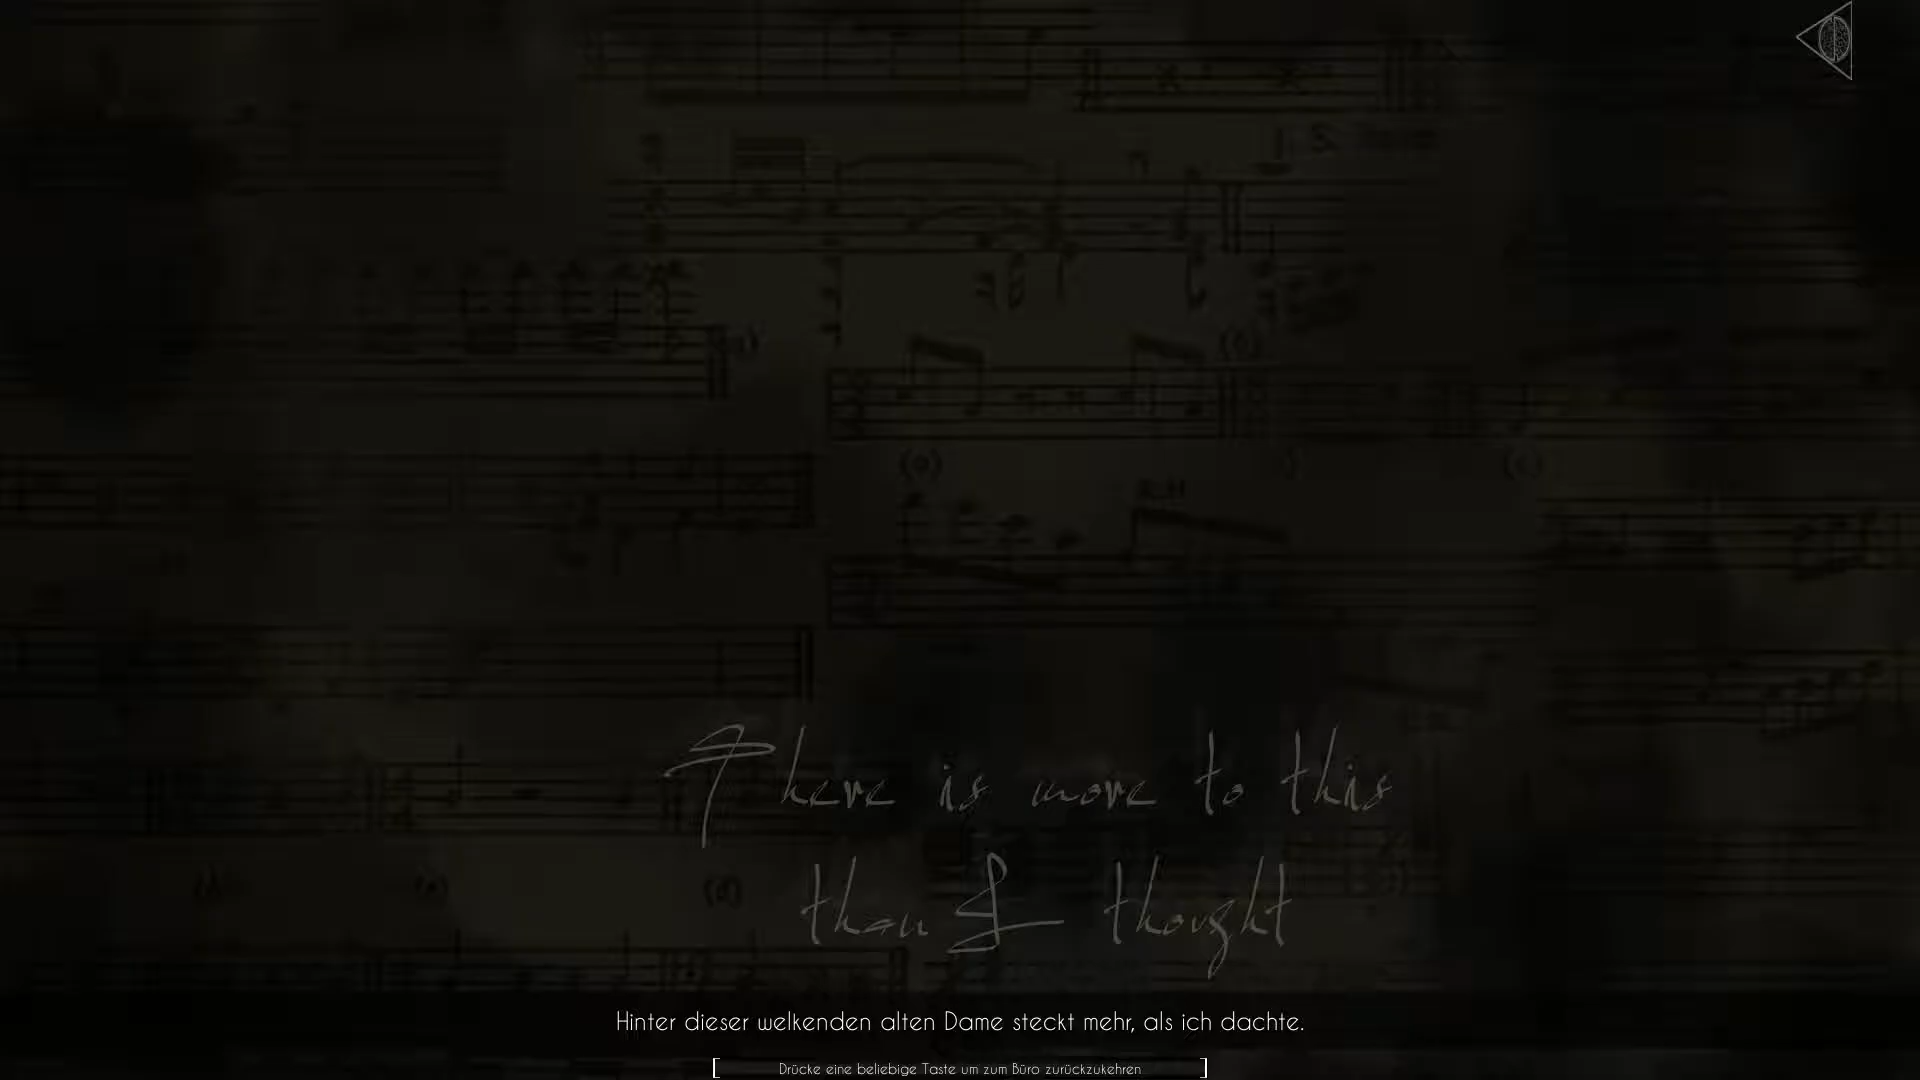 There is more to this
than I thought
Hinter dieser welkenden alten Dame steckt mehr, als ich dachte.
Drücke eine beliebige Taste um zum Büro zurückzukehren